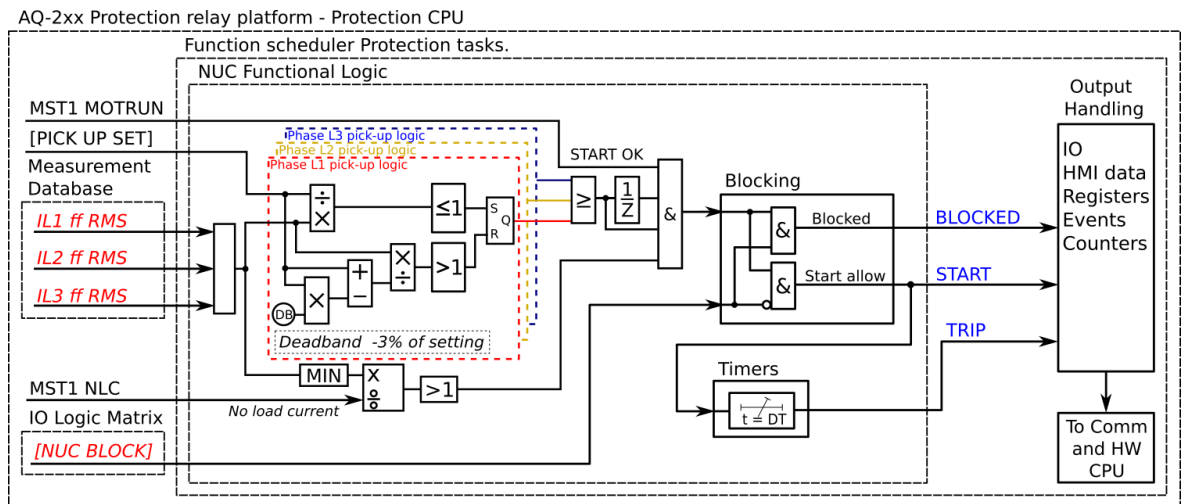 AQ-2xx Protection relay platform - Protection CPU
Function scheduler Protection tasks.
NUC Functional Logic
MST1 MOTRUN
[PICK UP SET]
Measurement
Database
IL1 ff RMS
IL2 ff RMS
IL3 ff RMS
MST1 NLC
No load current
IO Logic Matrix
[NUC BLOCK]
Phase L3 pick-up logic
Phase L2 pick-up logic
Phase L1 pick-up logic
÷
X
≤1
S
Q
R
X
÷
>1
+
−
X
DB
Deadband -3% of setting
MIN
X
÷
>1
START OK
≥
1
Z
&
Blocking
&
Blocked
&
Start allow
Timers
t = DT
BLOCKED
START
TRIP
Output
Handling
IO
HMI data
Registers
Events
Counters
To Comm
and HW
CPU